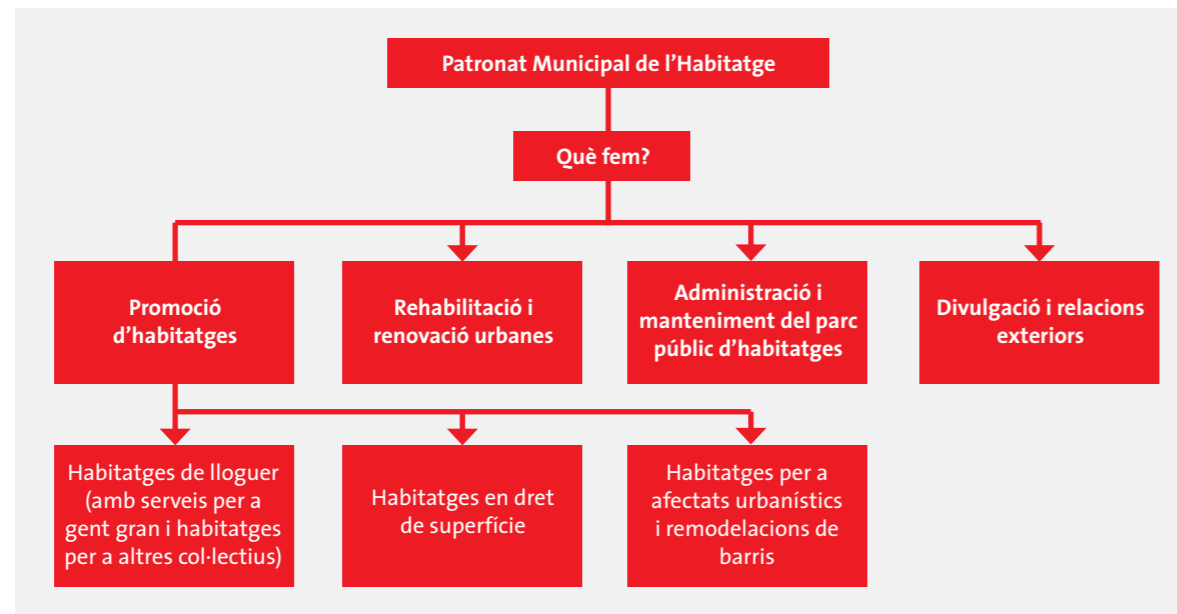 Patronat Municipal de l'Habitatge
Què fem?
Promoció
d'habitatges
Rehabilitació i
renovació urbanes
Administració i
manteniment del parc
públic d'habitatges
Divulgació i relacions
exteriors
Habitatges de lloguer
(amb serveis per a
gent gran i habitatges
per a altres col·lectius)
Habitatges en dret
de superfície
Habitatges per a
afectats urbanístics
i remodelacions de
barris